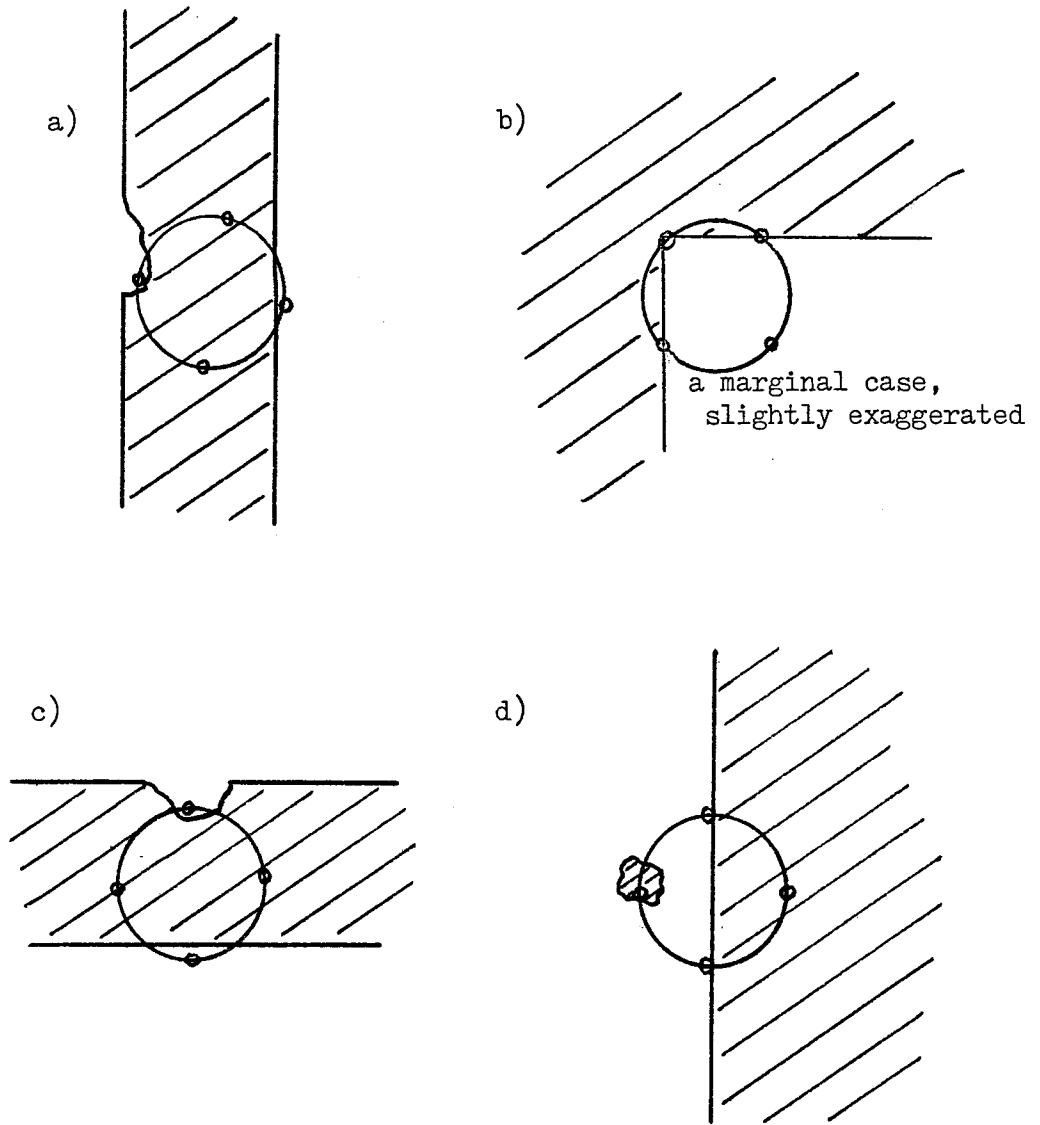 a)
b)
a marginal case,
slightly exaggerated
c)
d)